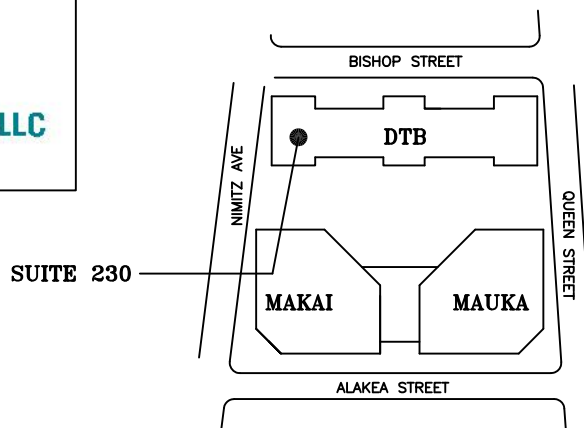 BISHOP STREET
LLC
DTB
NIMITZ AVE
QUEEN STREET
SUITE 230
MAKAI
MAUKA
ALAKEA STREET